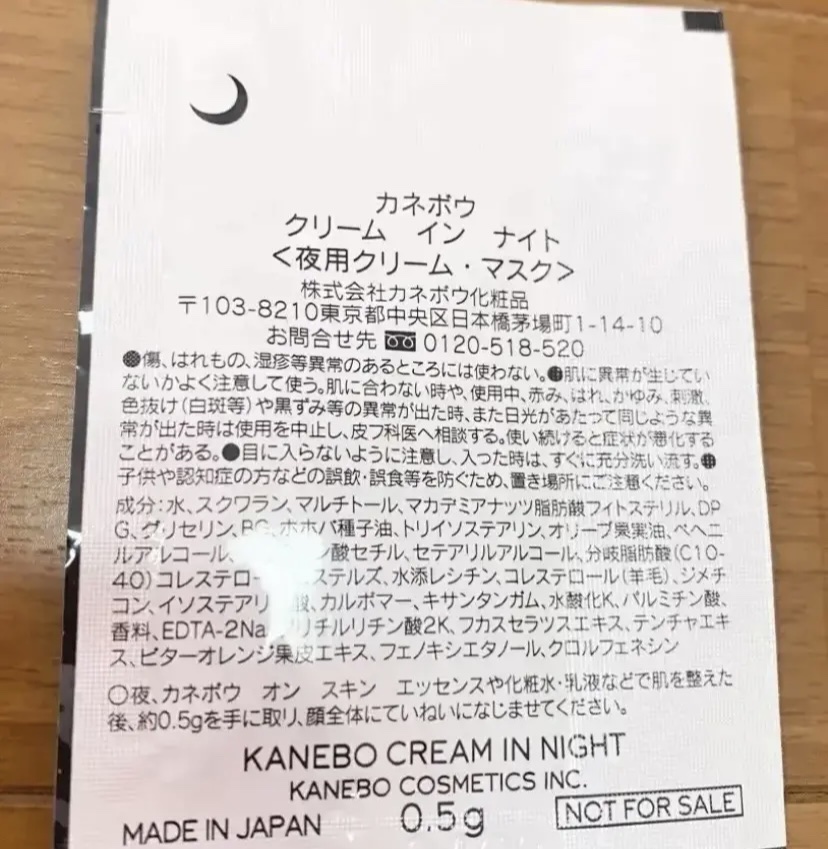 カネボウ
クリーム イン ナイト
<夜用クリーム・マスク>
株式会社カネボウ化粧品
〒103-8210東京都中央区日本橋茅場町1-14-10
お問合せ先 0120-518-520
●傷、はれもの、湿疹等異常のあるところには使わない。●肌に異常が生じてい
ないかよく注意して使う。肌に合わない時や、使用中、赤み、はれ、かゆみ、刺激、
色抜け(白斑等)や黒ずみ等の異常が出た時、また日光があたって同じような異
常が出た時は使用を中止し、皮フ科医へ相談する。使い続けると症状が悪化する
ことがある。●目に入らないように注意し、入った時は、すぐに充分洗い流す。●
子供や認知症の方などの誤飲・誤食等を防ぐため、置き場所にご注意ください。
成分:水、スクワラン、マルチトール、マカデミアナッツ脂肪酸フィトステリル、DP
G、グリセリン、BG、ホホバ種子油、トリイソステアリン、オリーブ果実油、ベヘニ
ルアルコール、 ン酸セチル、セテアリルアルコール、分岐脂肪酸(C10-
40)コレステロ ステルズ、水添レシチン、コレステロール(羊毛)、ジメチ
コン、イソステアリ 酸、カルボマー、キサンタンガム、水酸化K、パルミチン酸、
香料、EDTA-2Na リチルリチン酸2K、フカスセラツスエキス、テンチャエキ
ス、ビターオレンジ果皮エキス、フェノキシエタノール、クロルフェネシン
○夜、カネボウ オン スキン エッセンスや化粧水・乳液などで肌を整えた
後、約0.5gを手に取り、顔全体にていねいになじませてください。
KANEBO CREAM IN NIGHT
KANEBO COSMETICS INC.
MADE IN JAPAN 0.5g NOT FOR SALE